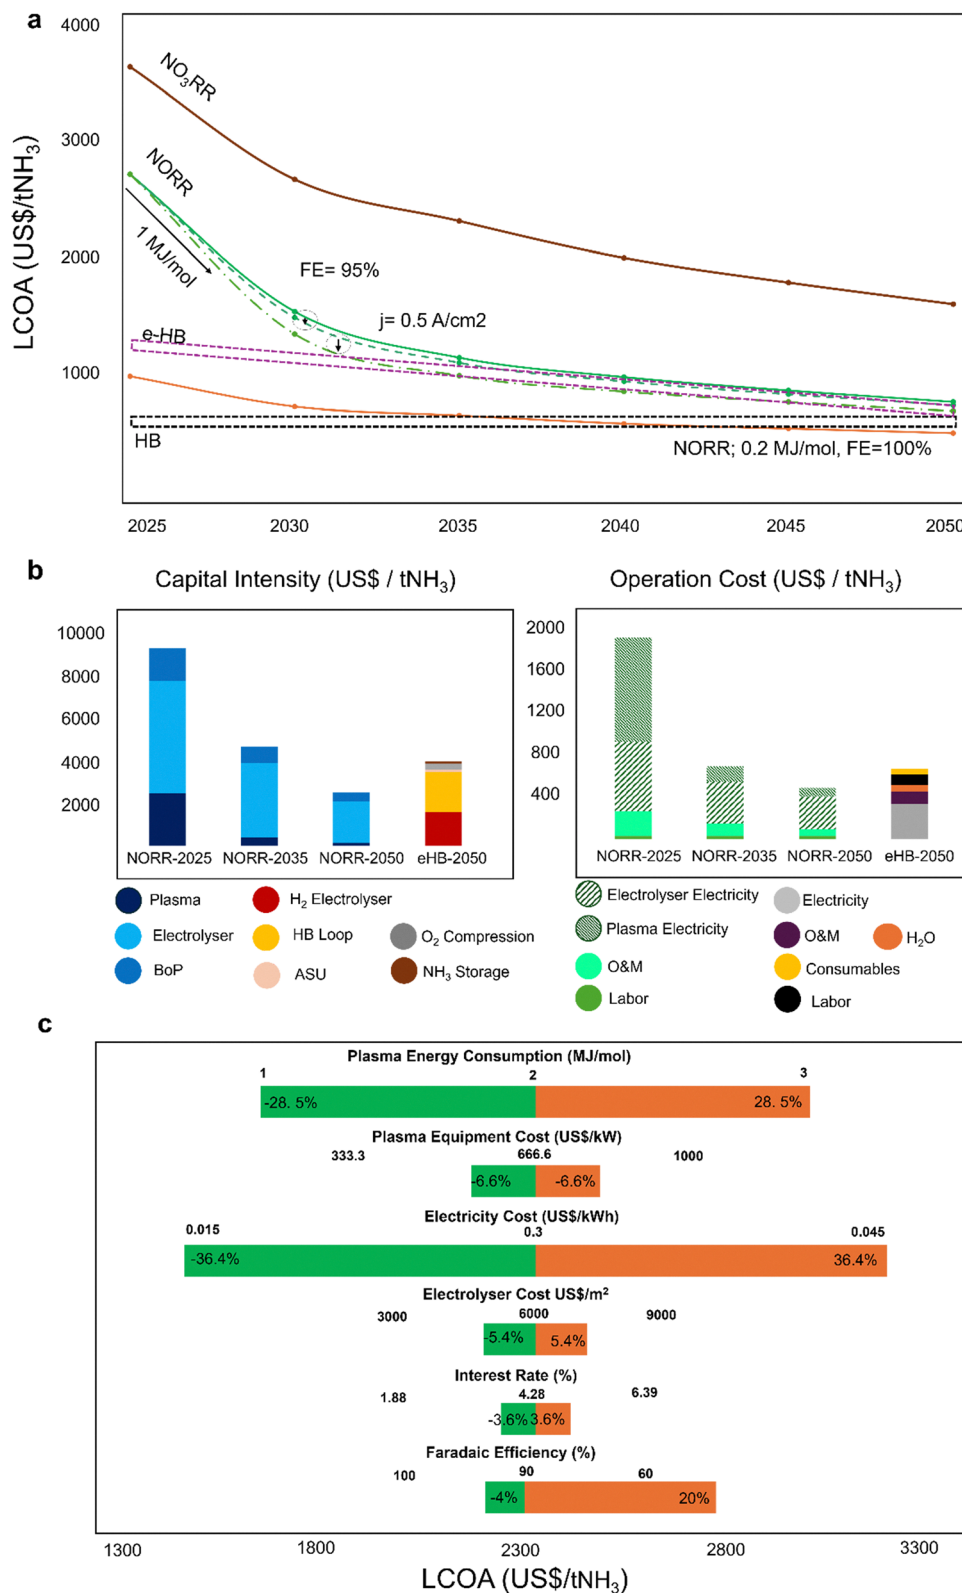 a
LCOA (US$/tNH₃)
4000
3000
2000
1000
NO₃RR
NORR
1 MJ/mol
FE= 95%
j= 0.5 A/cm2
e-HB
HB
NORR; 0.2 MJ/mol, FE=100%
2025 2030 2035 2040 2045 2050
b
Capital Intensity (US$ / tNH₃)
10000
8000
6000
4000
2000
NORR-2025 NORR-2035 NORR-2050 eHB-2050
Plasma
Electrolyser
BoP
H₂ Electrolyser
HB Loop
ASU
O₂ Compression
NH₃ Storage
Operation Cost (US$ / tNH₃)
2000
1600
1200
800
400
NORR-2025 NORR-2035 NORR-2050 eHB-2050
Electrolyser Electricity
Plasma Electricity
O&M
Labor
Electricity
O&M
H₂O
Consumables
Labor
c
Plasma Energy Consumption (MJ/mol)
1 2 3
-28. 5% 28. 5%
Plasma Equipment Cost (US$/kW)
333.3 666.6 1000
-6.6% -6.6%
Electricity Cost (US$/kWh)
0.015 0.3 0.045
-36.4% 36.4%
Electrolyser Cost US$/m²
3000 6000 9000
-5.4% 5.4%
Interest Rate (%)
1.88 4.28 6.39
-3.6% 3.6%
Faradaic Efficiency (%)
100 90 60
-4% 20%
1300 1800 2300 2800 3300
LCOA (US$/tNH₃)